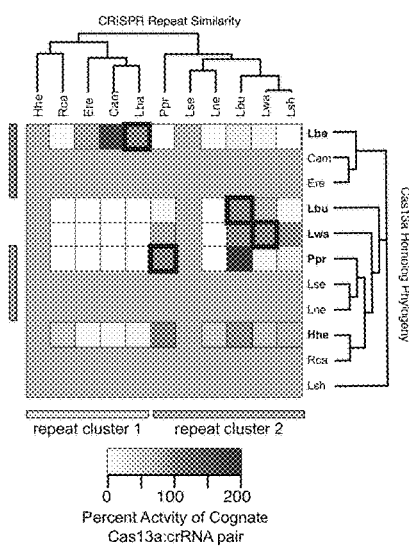 CRISPR Repeat Similarity
Hhe Rca Ere Cam Lba Ppr Lse Lne Lbu Lwa Lsh
Lba
Cam
Ere
Lbu
Lwa
Ppr
Lse
Lne
Hhe
Rca
Lsh
Cas13a Homolog Phylogeny
repeat cluster 1 repeat cluster 2
0 100 200
Percent Actvity of Cognate
Cas13a:crRNA pair